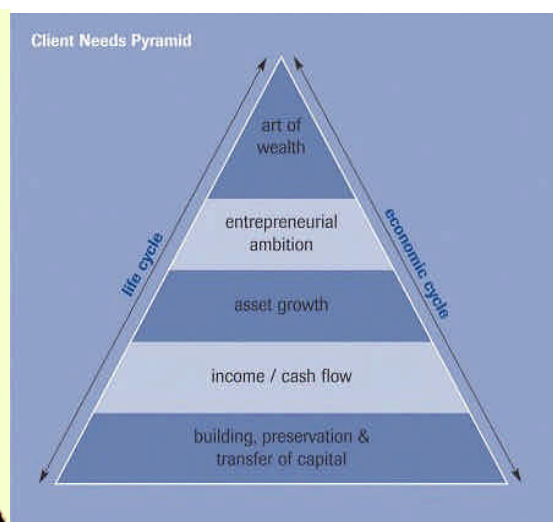 Client Needs Pyramid
art of
wealth
entrepreneurial
ambition
life cycle
economic cycle
asset growth
income / cash flow
building, preservation &
transfer of capital